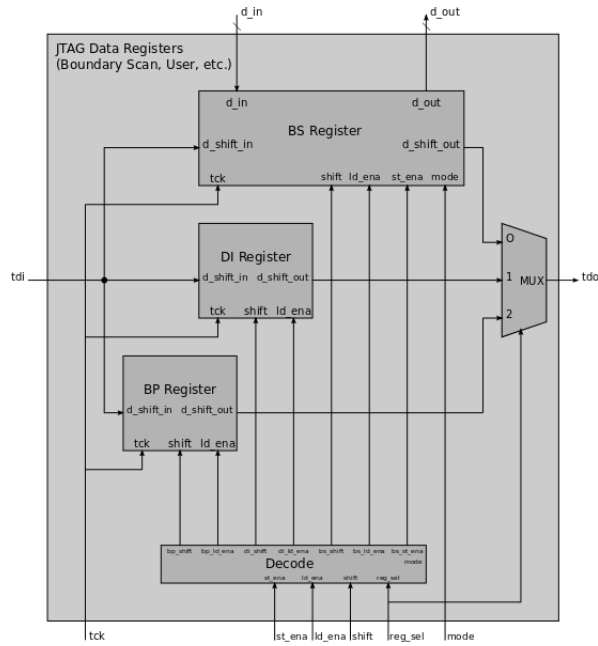 d_in
d_out
JTAG Data Registers
(Boundary Scan, User, etc.)
d_in
d_out
BS Register
d_shift_in
d_shift_out
tck
shift
ld_ena
st_ena
mode
DI Register
d_shift_in
d_shift_out
tck
shift
ld_ena
tdi
0
1
MUX
2
tdo
BP Register
d_shift_in
d_shift_out
tck
shift
ld_ena
bp_shift
bp_ld_ena
di_shift
di_ld_ena
bs_shift
bs_ld_ena
bs_st_ena
Decode
mode
st_ena
ld_ena
shift
reg_sel
tck
st_ena
ld_ena
shift
reg_sel
mode